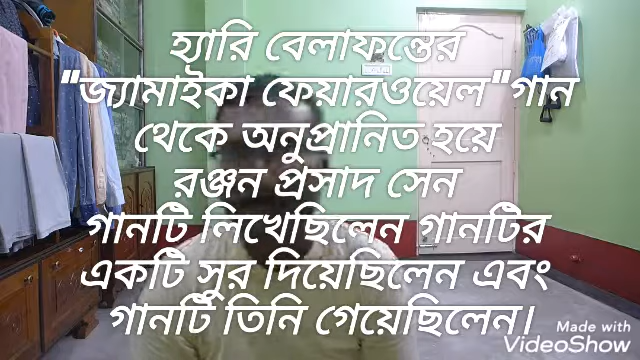 হ্যারি বেলাফন্তের
"জ্যামাইকা ফেয়ারওয়েল"গান
থেকে অনুপ্রানিত হয়ে
রঞ্জন প্রসাদ সেন
গানটি লিখেছিলেন গানটির
একটি সুর দিয়েছিলেন এবং
গানটি তিনি গেয়েছিলেন।
Made with
VideoShow